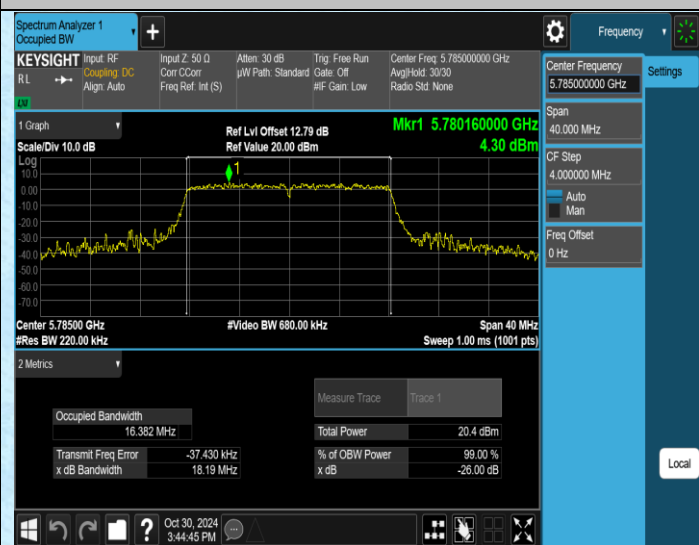 Spectrum Analyzer 1
Occupied BW
+
Frequency
KEYSIGHT
RL
LXI
Input: RF
Coupling: DC
Align: Auto
Input Z: 50 Ω
Corr CCorr
Freq Ref: Int (S)
Atten: 30 dB
µW Path: Standard
Trig: Free Run
Gate: Off
#IF Gain: Low
Center Freq: 5.785000000 GHz
Avg|Hold: 30/30
Radio Std: None
Center Frequency
5.785000000 GHz
Settings
Span
40.000 MHz
CF Step
4.000000 MHz
Auto
Man
Freq Offset
0 Hz
Local
1 Graph
Scale/Div 10.0 dB
Ref Lvl Offset 12.79 dB
Ref Value 20.00 dBm
Mkr1 5.780160000 GHz
4.30 dBm
Log
10.0
0.00
-10.0
-20.0
-30.0
-40.0
-50.0
-60.0
-70.0
1
Center 5.78500 GHz
#Res BW 220.00 kHz
#Video BW 680.00 kHz
Span 40 MHz
Sweep 1.00 ms (1001 pts)
2 Metrics
Measure Trace
Trace 1
Occupied Bandwidth
16.382 MHz
Total Power 20.4 dBm
Transmit Freq Error -37.430 kHz
% of OBW Power 99.00 %
x dB Bandwidth 18.19 MHz
x dB -26.00 dB
?
Oct 30, 2024
3:44:45 PM